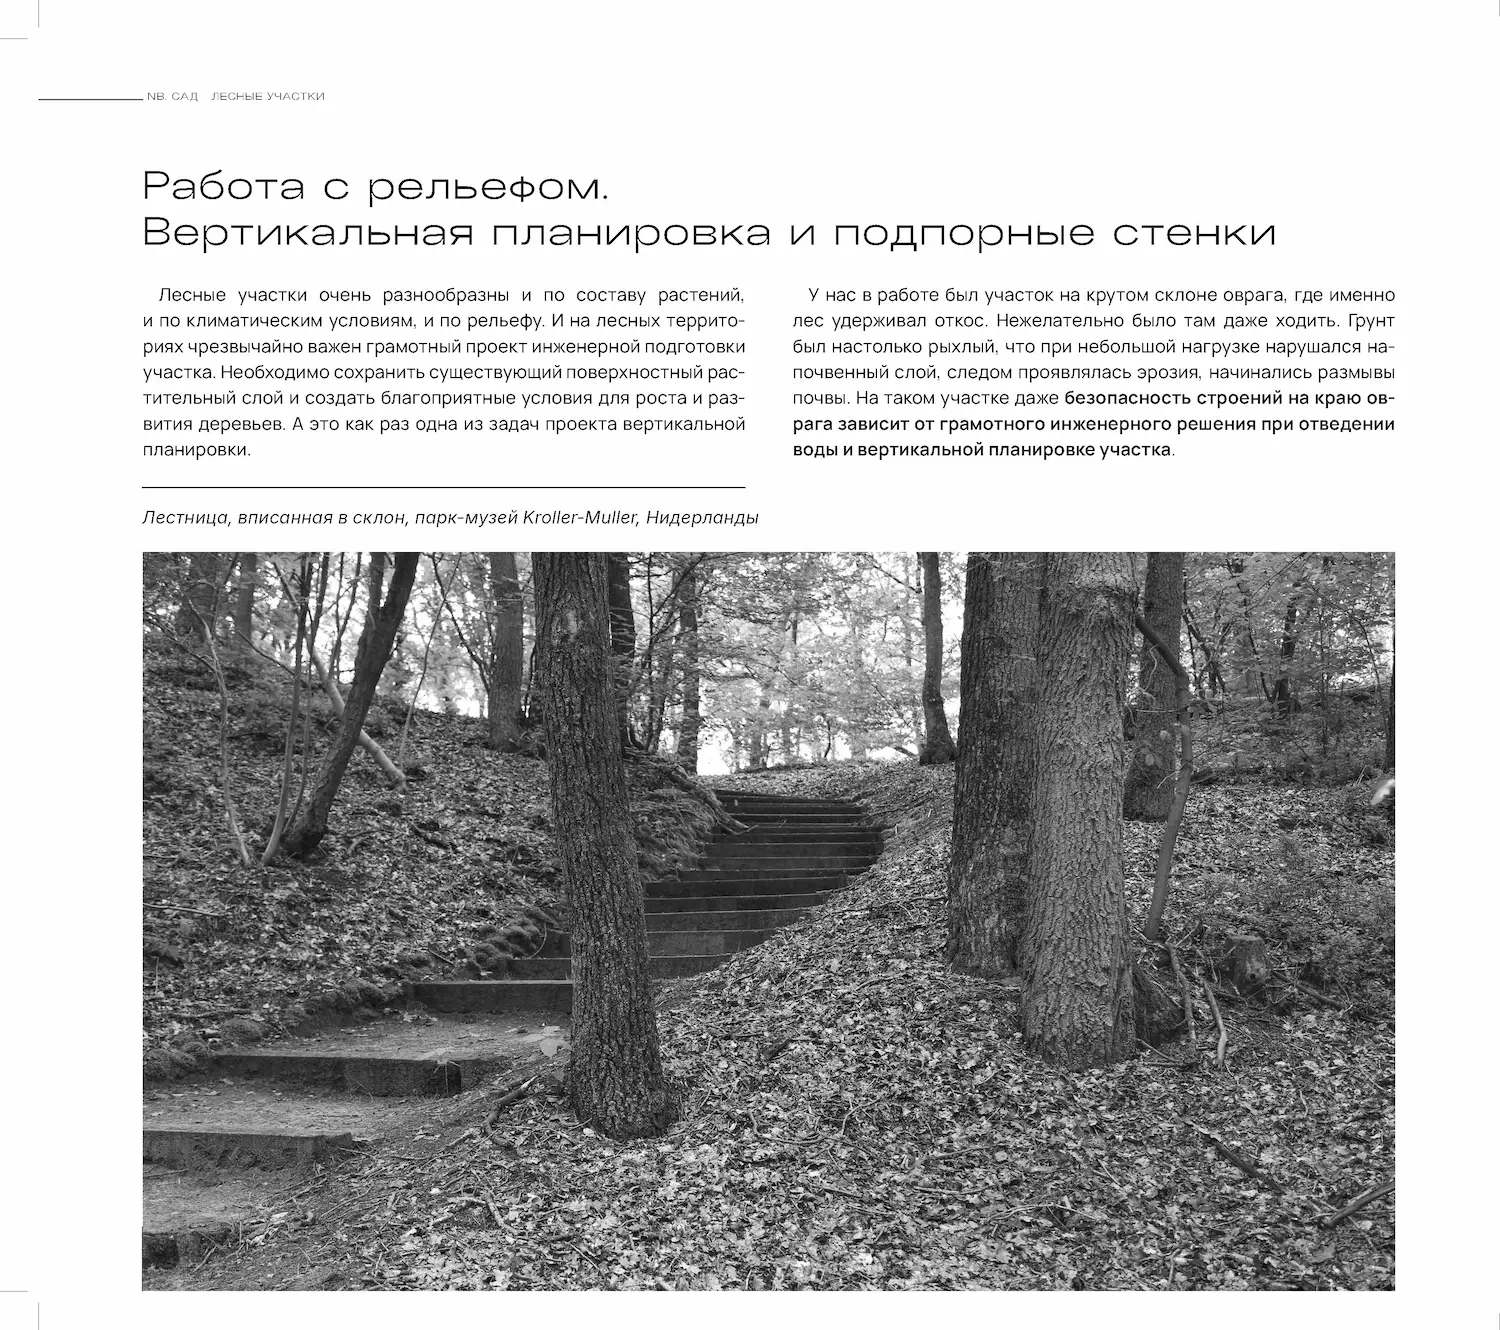 NB. САД ЛЕСНЫЕ УЧАСТКИ
Работа с рельефом.
Вертикальная планировка и подпорные стенки
Лесные участки очень разнообразны и по составу растений,
и по климатическим условиям, и по рельефу. И на лесных террито-
риях чрезвычайно важен грамотный проект инженерной подготовки
участка. Необходимо сохранить существующий поверхностный рас-
тительный слой и создать благоприятные условия для роста и раз-
вития деревьев. А это как раз одна из задач проекта вертикальной
планировки.
У нас в работе был участок на крутом склоне оврага, где именно
лес удерживал откос. Нежелательно было там даже ходить. Грунт
был настолько рыхлый, что при небольшой нагрузке нарушался на-
почвенный слой, следом проявлялась эрозия, начинались размывы
почвы. На таком участке даже безопасность строений на краю ов-
рага зависит от грамотного инженерного решения при отведении
воды и вертикальной планировке участка.
Лестница, вписанная в склон, парк-музей Kroller-Muller, Нидерланды